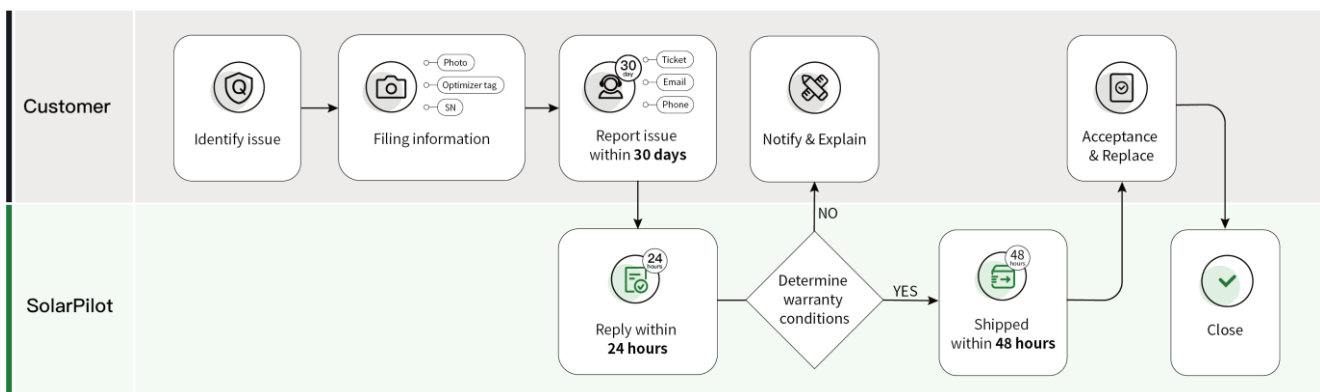 Customer
Identify issue
Photo
Optimizer tag
SN
Filing information
30
day
Ticket
Email
Phone
Report issue
within 30 days
Notify & Explain
Acceptance
& Replace
NO
SolarPilot
24
hours
Reply within
24 hours
Determine
warranty
conditions
YES
48
hours
Shipped
within 48 hours
Close